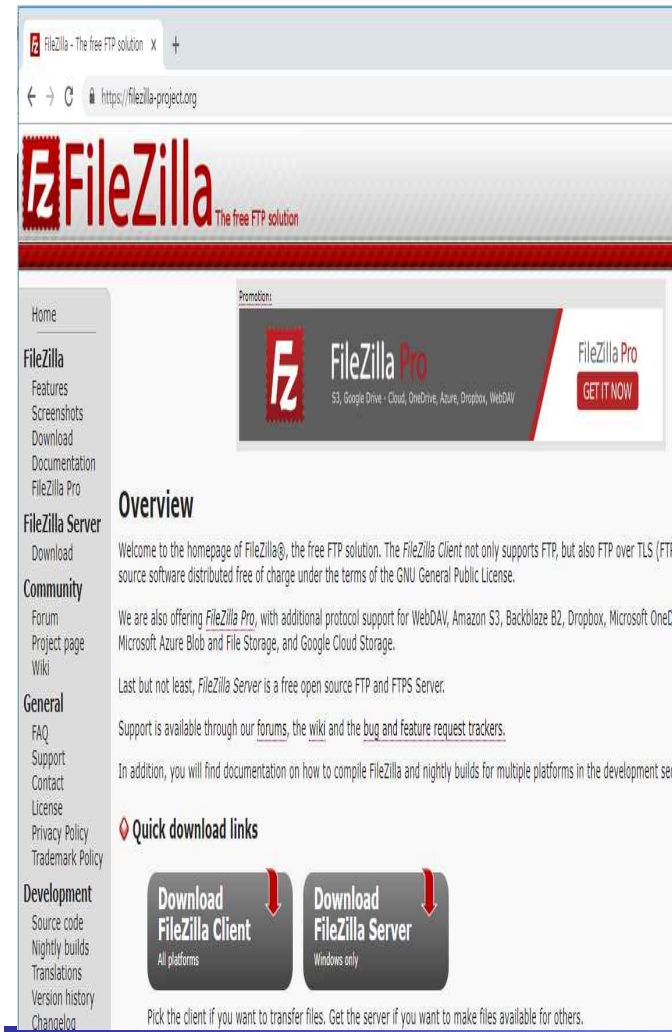 FileZilla - The free FTP solution x +
https://filezilla-project.org
FileZilla The free FTP solution
Home
FileZilla
Features
Screenshots
Download
Documentation
FileZilla Pro
FileZilla Server
Download
Community
Forum
Project page
Wiki
General
FAQ
Support
Contact
License
Privacy Policy
Trademark Policy
Development
Source code
Nightly builds
Translations
Version history
Changelog
Promotion:
FileZilla Pro
S3, Google Drive - Cloud, OneDrive, Azure, Dropbox, WebDAV
FileZilla Pro
GET IT NOW
Overview
Welcome to the homepage of FileZilla®, the free FTP solution. The FileZilla Client not only supports FTP, but also FTP over TLS (FTP
source software distributed free of charge under the terms of the GNU General Public License.
We are also offering FileZilla Pro, with additional protocol support for WebDAV, Amazon S3, Backblaze B2, Dropbox, Microsoft OneD
Microsoft Azure Blob and File Storage, and Google Cloud Storage.
Last but not least, FileZilla Server is a free open source FTP and FTPS Server.
Support is available through our forums, the wiki and the bug and feature request trackers.
In addition, you will find documentation on how to compile FileZilla and nightly builds for multiple platforms in the development se
Quick download links
Download
FileZilla Client
All platforms
Download
FileZilla Server
Windows only
Pick the client if you want to transfer files. Get the server if you want to make files available for others.